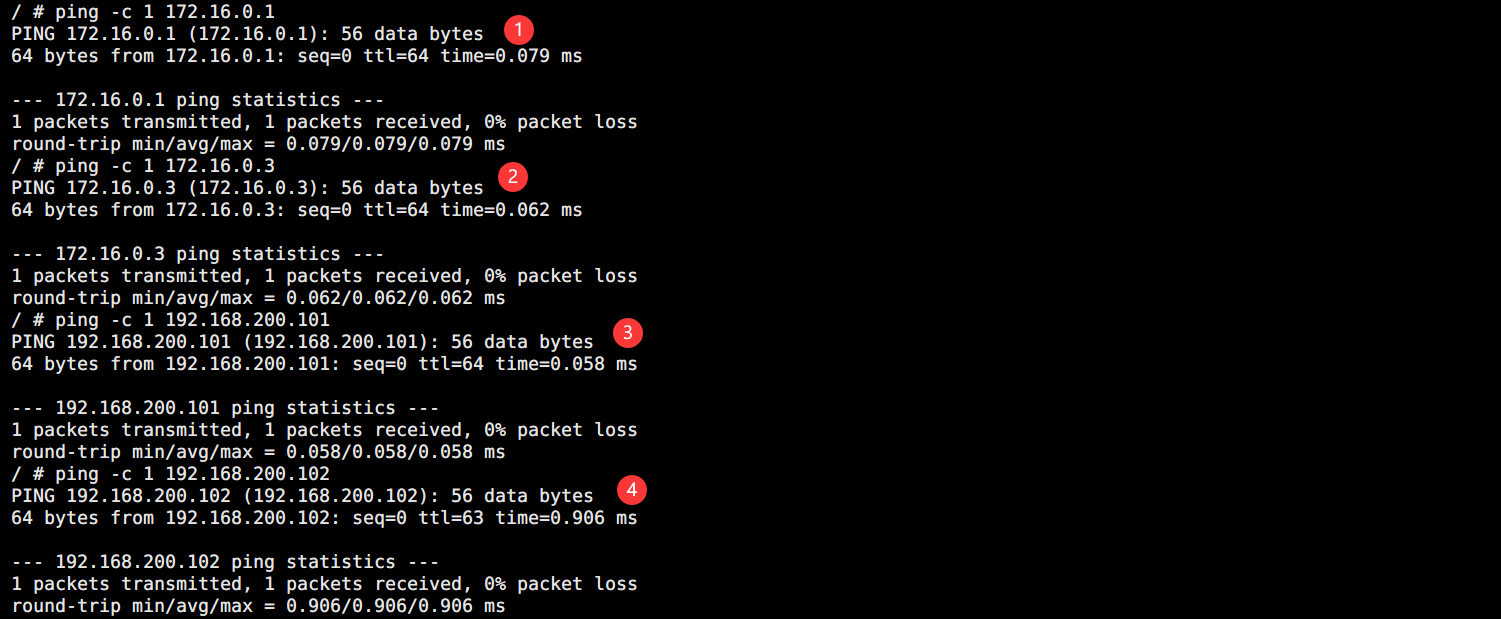 / # ping -c 1 172.16.0.1
PING 172.16.0.1 (172.16.0.1): 56 data bytes 1
64 bytes from 172.16.0.1: seq=0 ttl=64 time=0.079 ms

--- 172.16.0.1 ping statistics ---
1 packets transmitted, 1 packets received, 0% packet loss
round-trip min/avg/max = 0.079/0.079/0.079 ms
/ # ping -c 1 172.16.0.3
PING 172.16.0.3 (172.16.0.3): 56 data bytes 2
64 bytes from 172.16.0.3: seq=0 ttl=64 time=0.062 ms

--- 172.16.0.3 ping statistics ---
1 packets transmitted, 1 packets received, 0% packet loss
round-trip min/avg/max = 0.062/0.062/0.062 ms
/ # ping -c 1 192.168.200.101
PING 192.168.200.101 (192.168.200.101): 56 data bytes 3
64 bytes from 192.168.200.101: seq=0 ttl=64 time=0.058 ms

--- 192.168.200.101 ping statistics ---
1 packets transmitted, 1 packets received, 0% packet loss
round-trip min/avg/max = 0.058/0.058/0.058 ms
/ # ping -c 1 192.168.200.102
PING 192.168.200.102 (192.168.200.102): 56 data bytes 4
64 bytes from 192.168.200.102: seq=0 ttl=63 time=0.906 ms

--- 192.168.200.102 ping statistics ---
1 packets transmitted, 1 packets received, 0% packet loss
round-trip min/avg/max = 0.906/0.906/0.906 ms